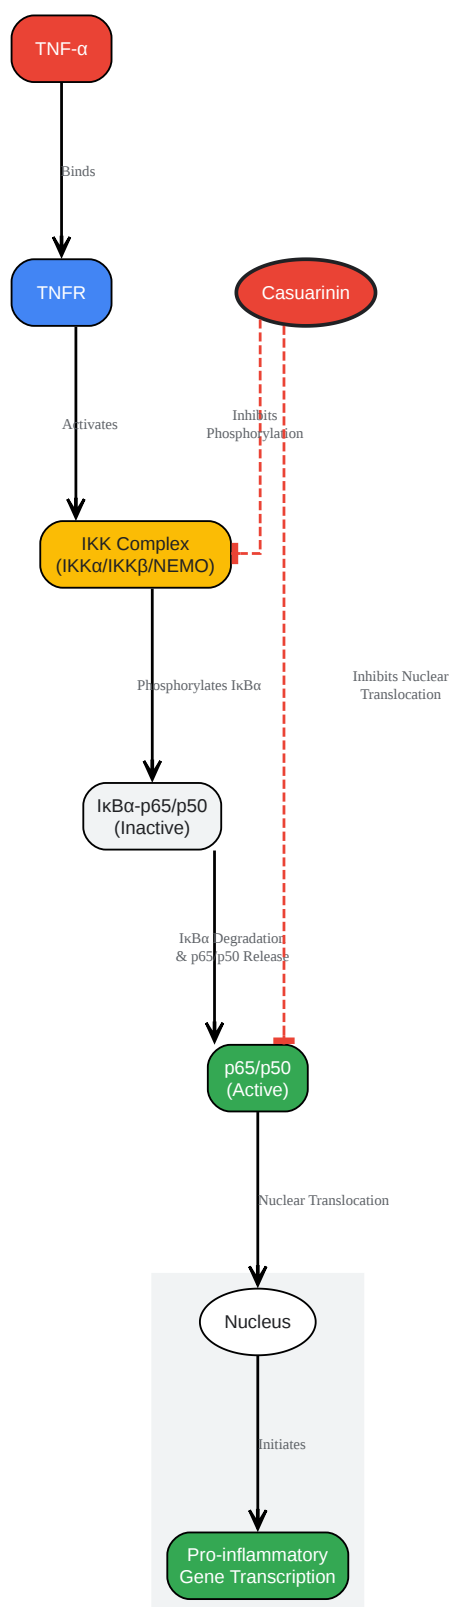 TNF-α
Binds
TNFR
Casuarinin
Activates
Inhibits
Phosphorylation
IKK Complex
(IKKα/IKKβ/NEMO)
Phosphorylates IκBα
Inhibits Nuclear
Translocation
IκBα-p65/p50
(Inactive)
IκBα Degradation
& p65/p50 Release
p65/p50
(Active)
Nuclear Translocation
Nucleus
Initiates
Pro-inflammatory
Gene Transcription